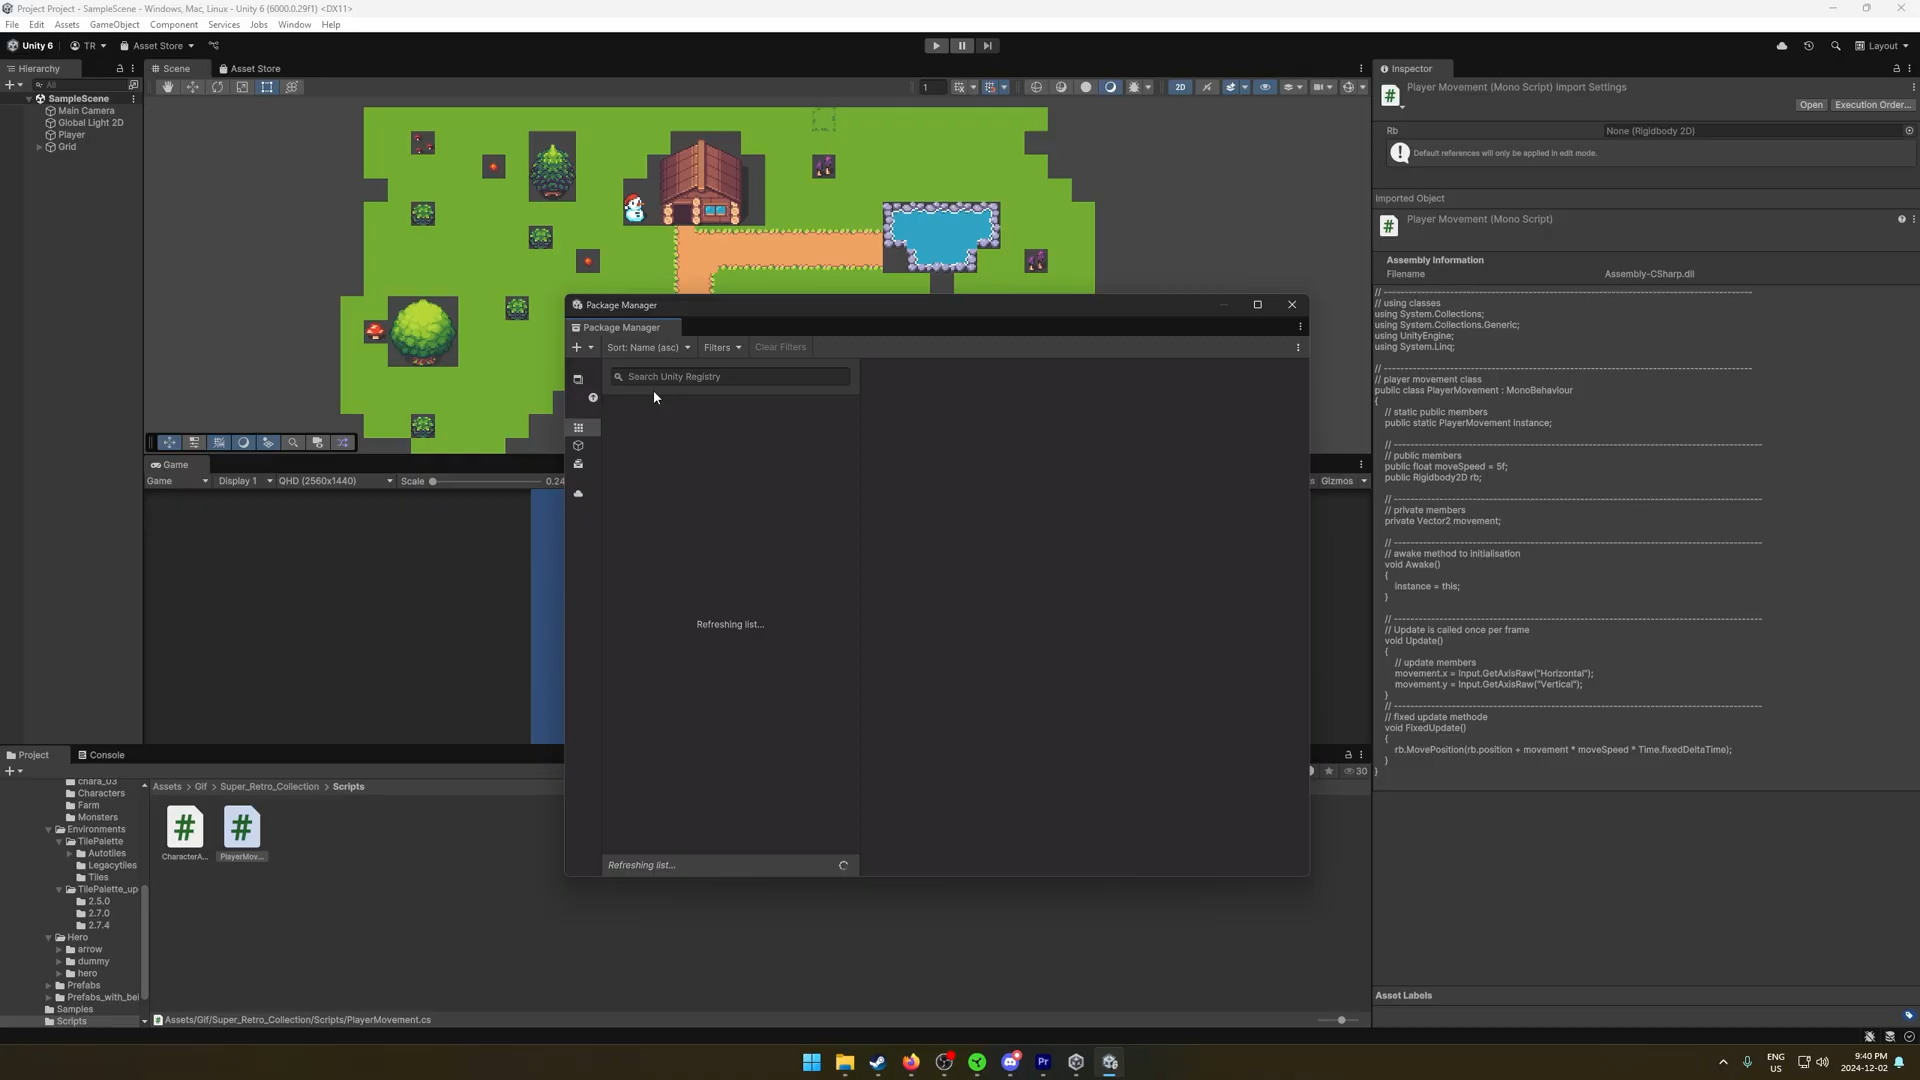 Project Project - SampleScene - Windows, Mac, Linux - Unity 6 (6000.0.29f1) <DX11>
File Edit Assets GameObject Component Services Jobs Window Help
Unity 6 TR Asset Store Layout
Hierarchy
All
SampleScene
Main Camera
Global Light 2D
Player
Grid
Scene Asset Store
1 2D
Game
Game Display 1 QHD (2560x1440) Scale 0.24
Gizmos
Package Manager
Package Manager
Sort: Name (asc) Filters Clear Filters
Search Unity Registry
Refreshing list...
Refreshing list...
Inspector
Player Movement (Mono Script) Import Settings
Open Execution Order...
Rb None (Rigidbody 2D)
Default references will only be applied in edit mode.
Imported Object
Player Movement (Mono Script)
Assembly Information
Filename Assembly-CSharp.dll
// using classes
using System.Collections;
using System.Collections.Generic;
using UnityEngine;
using System.Linq;
// player movement class
public class PlayerMovement : MonoBehaviour
{
// static public members
public static PlayerMovement instance;
// public members
public float moveSpeed = 5f;
public Rigidbody2D rb;
// private members
private Vector2 movement;
// awake method to initialisation
void Awake()
{
instance = this;
}
// Update is called once per frame
void Update()
{
// update members
movement.x = Input.GetAxisRaw("Horizontal");
movement.y = Input.GetAxisRaw("Vertical");
}
// fixed update methode
void FixedUpdate()
{
rb.MovePosition(rb.position + movement * moveSpeed * Time.fixedDeltaTime);
}
}
Asset Labels
Project Console
30
chara_03
Characters
Farm
Monsters
Environments
TilePalette
Autotiles
Legacytiles
Tiles
TilePalette_up
2.5.0
2.7.0
2.7.4
Hero
arrow
dummy
hero
Prefabs
Prefabs_with_bel
Samples
Scripts
Assets > Gif > Super_Retro_Collection > Scripts
CharacterA... PlayerMov...
Assets/Gif/Super_Retro_Collection/Scripts/PlayerMovement.cs
ENG
US
9:40 PM
2024-12-02